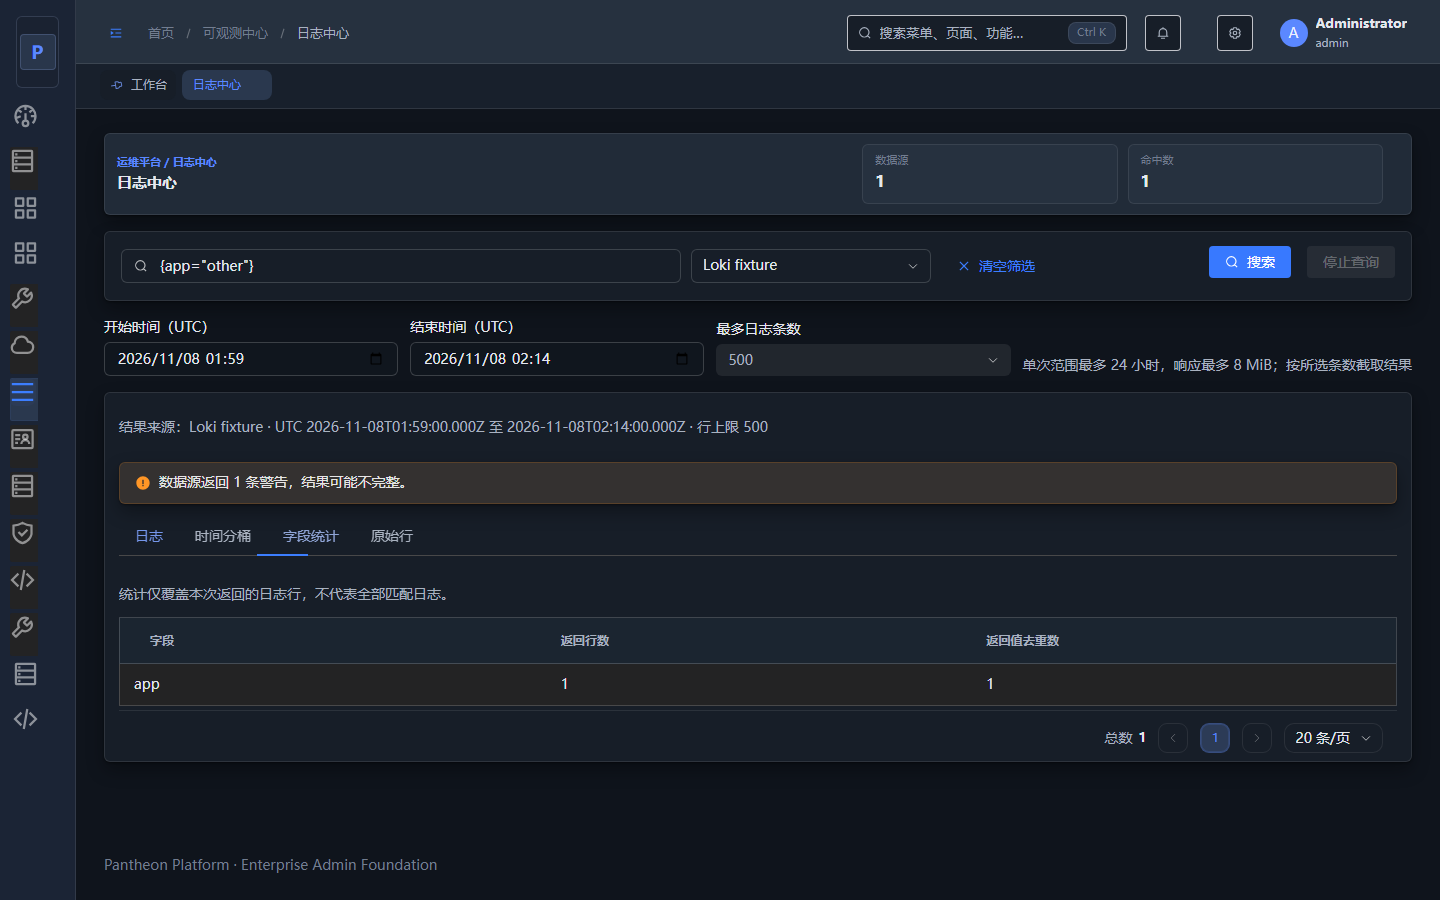 P
首页 / 可观测中心 / 日志中心
搜索菜单、页面、功能... Ctrl K
A
Administrator
admin
工作台
日志中心
运维平台 / 日志中心
日志中心
数据源
1
命中数
1
{app="other"}
Loki fixture
清空筛选
搜索
停止查询
开始时间（UTC）
2026/11/08 01:59
结束时间（UTC）
2026/11/08 02:14
最多日志条数
500
单次范围最多 24 小时，响应最多 8 MiB；按所选条数截取结果
结果来源：Loki fixture · UTC 2026-11-08T01:59:00.000Z 至 2026-11-08T02:14:00.000Z · 行上限 500
数据源返回 1 条警告，结果可能不完整。
日志 时间分桶 字段统计 原始行
统计仅覆盖本次返回的日志行，不代表全部匹配日志。
字段 返回行数 返回值去重数
app 1 1
总数 1
1
20 条/页
Pantheon Platform · Enterprise Admin Foundation